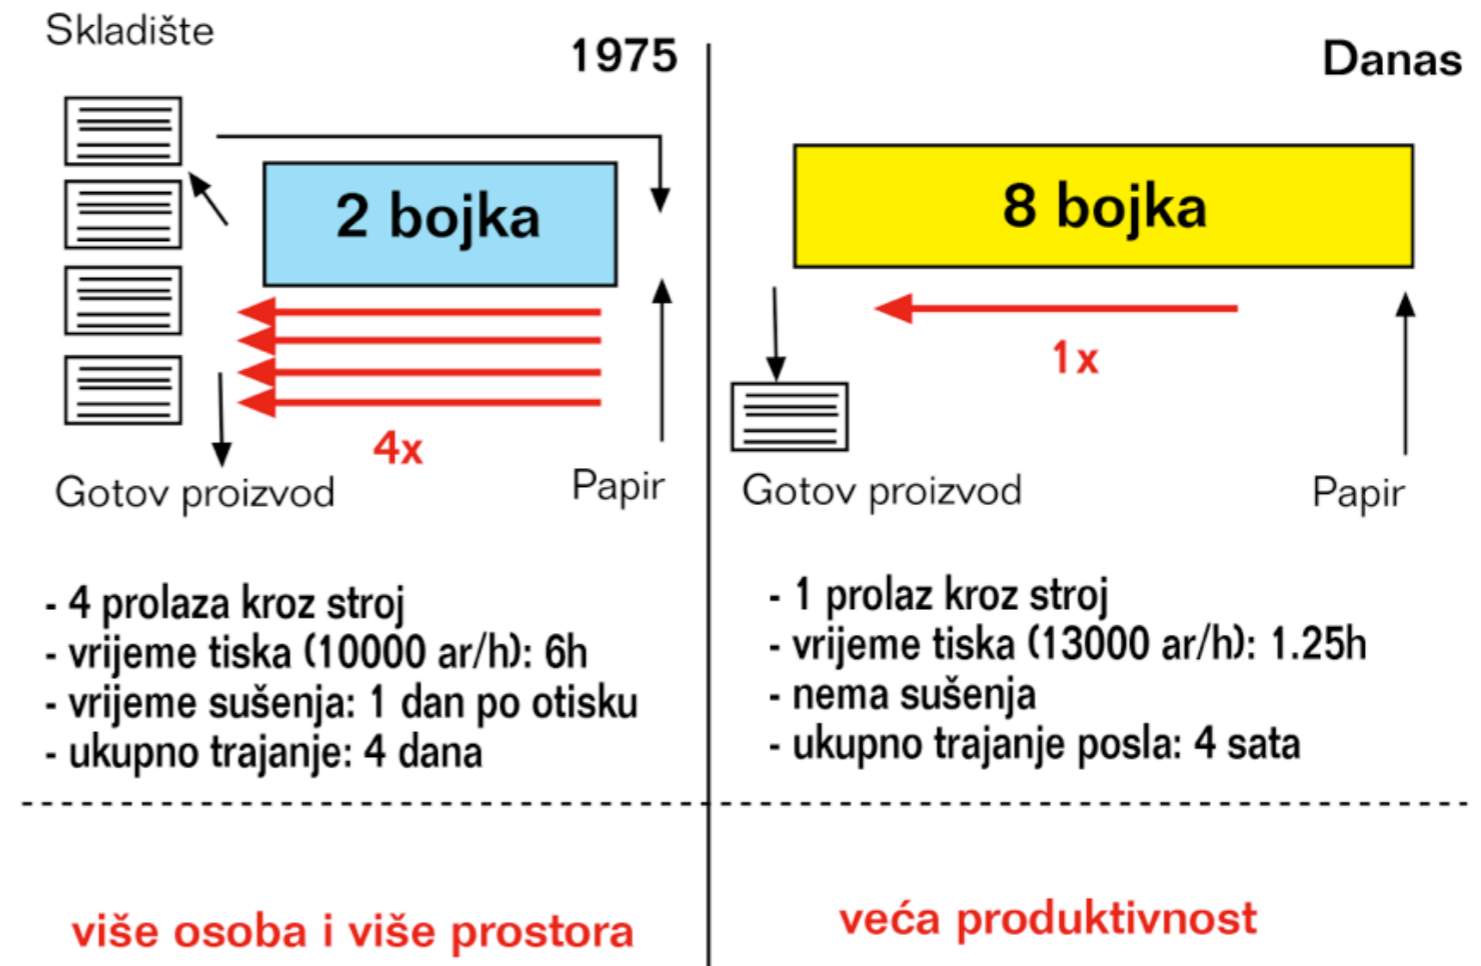 Skladište
1975
2 bojka
4x
Gotov proizvod
Papir
- 4 prolaza kroz stroj
- vrijeme tiska (10000 ar/h): 6h
- vrijeme sušenja: 1 dan po otisku
- ukupno trajanje: 4 dana
više osoba i više prostora
Danas
8 bojka
1x
Gotov proizvod
Papir
- 1 prolaz kroz stroj
- vrijeme tiska (13000 ar/h): 1.25h
- nema sušenja
- ukupno trajanje posla: 4 sata
veća produktivnost